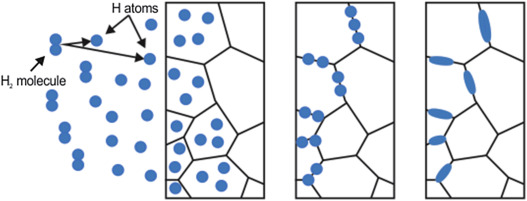 H atoms
H₂ molecule